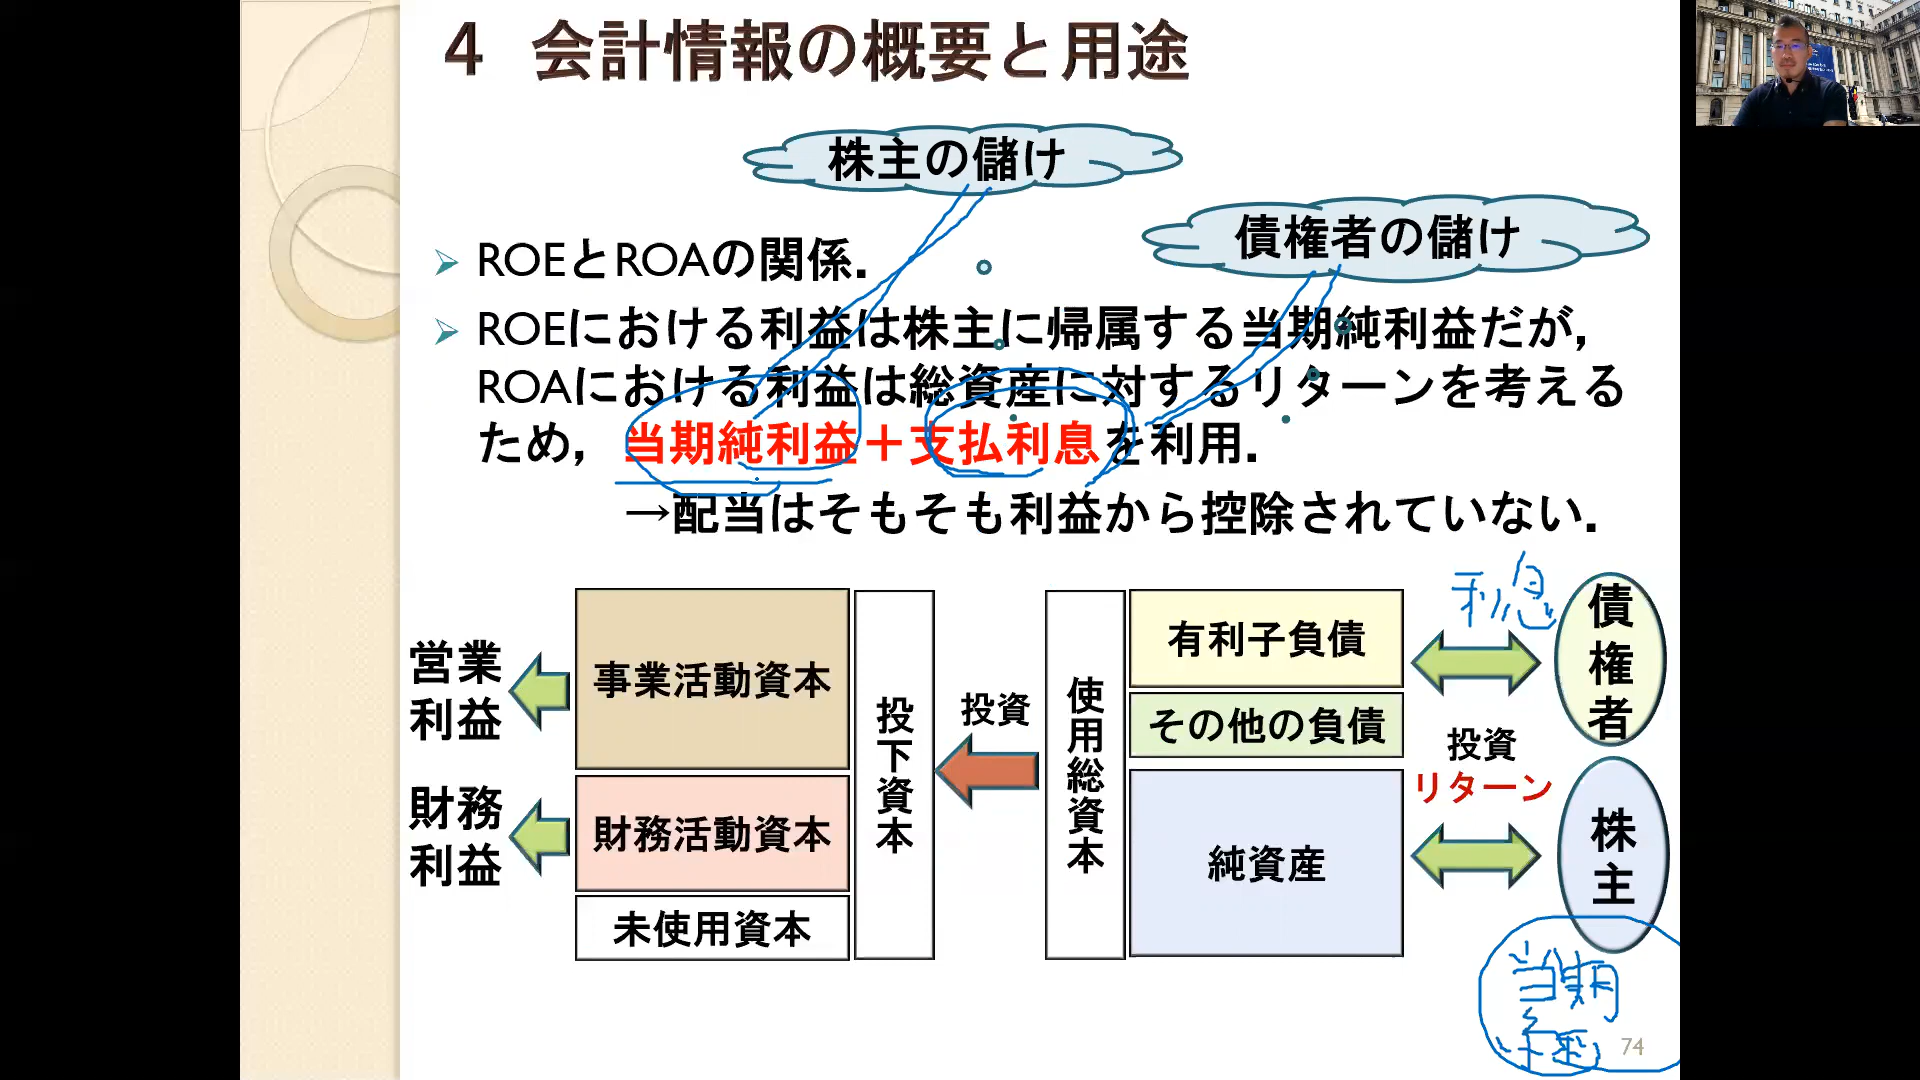 4 会計情報の概要と用途
株主の儲け
債権者の儲け
ROEとROAの関係．
ROEにおける利益は株主に帰属する当期純利益だが，
ROAにおける利益は総資産に対するリターンを考える
ため，当期純利益＋支払利息を利用．
→配当はそもそも利益から控除されていない．
営業
利益
財務
利益
事業活動資本
財務活動資本
未使用資本
投下資本
投資
使用総資本
有利子負債
その他の負債
純資産
利息
投資
リターン
債権者
株主
当期
純
74